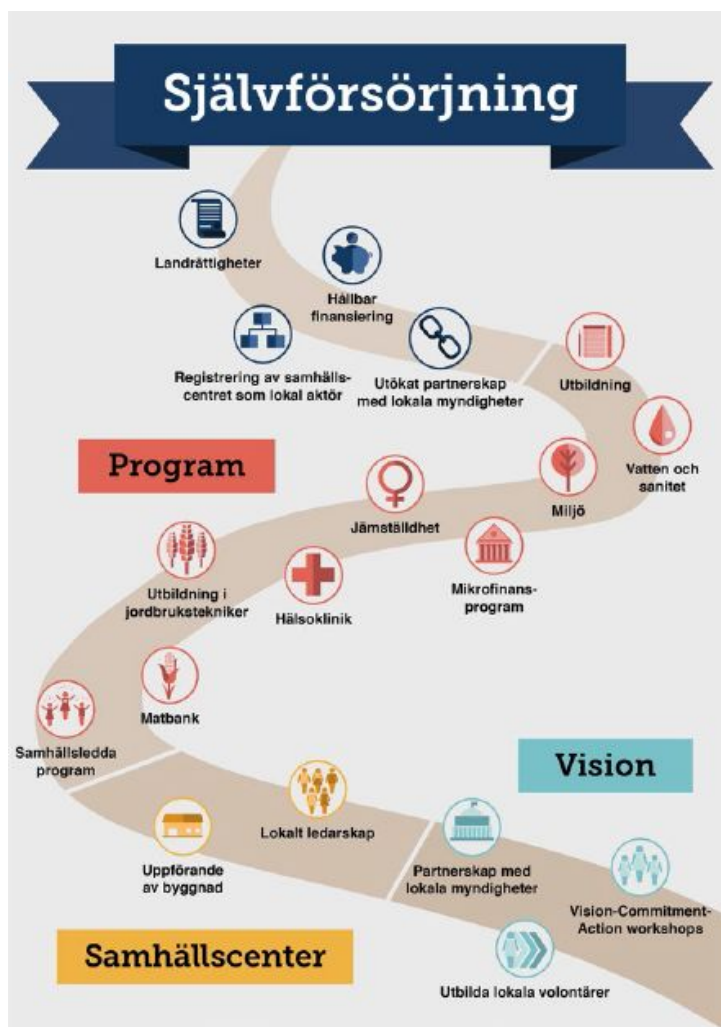 Självförsörjning
Landrättigheter
Hållbar
finansiering
Registrering av samhälls-
centret som lokal aktör
Utökat partnerskap
med lokala myndigheter
Utbildning
Program
Vatten och
sanitet
Miljö
Jämställdhet
Mikrofinans-
program
Utbildning i
jordbrukstekniker
Hälsoklinik
Matbank
Samhällsledda
program
Vision
Lokalt ledarskap
Uppförande
av byggnad
Partnerskap med
lokala myndigheter
Vision-Commitment-
Action workshops
Samhällscenter
Utbilda lokala volontärer